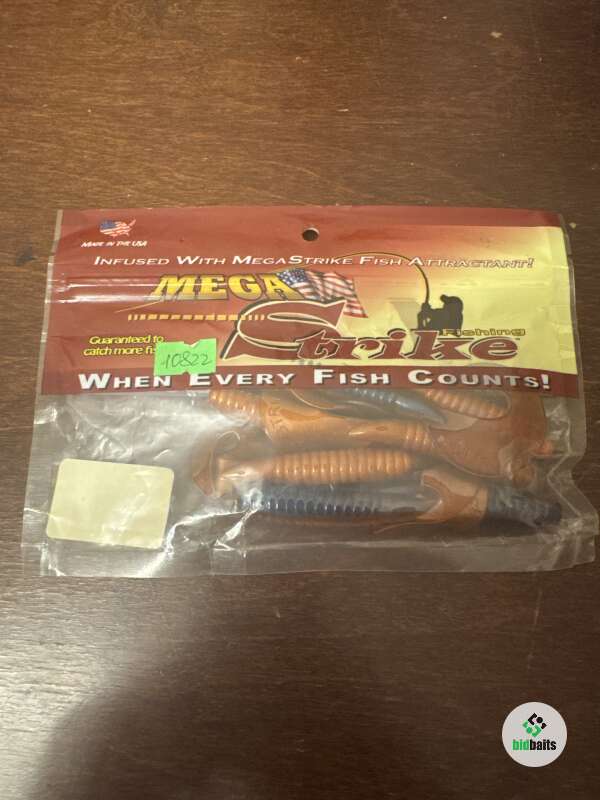 MADE IN THE USA
INFUSED WITH MEGASTRIKE FISH ATTRACTANT!
MEGA
Strike
Fishing
Guaranteed to
catch more
10822
WHEN EVERY FISH COUNTS!
bidbaits